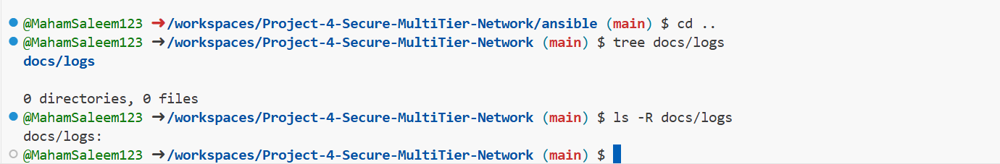 @MahamSaleem123 ➜/workspaces/Project-4-Secure-MultiTier-Network/ansible (main) $ cd ..
@MahamSaleem123 ➜/workspaces/Project-4-Secure-MultiTier-Network (main) $ tree docs/logs
docs/logs
0 directories, 0 files
@MahamSaleem123 ➜/workspaces/Project-4-Secure-MultiTier-Network (main) $ ls -R docs/logs
docs/logs:
@MahamSaleem123 ➜/workspaces/Project-4-Secure-MultiTier-Network (main) $